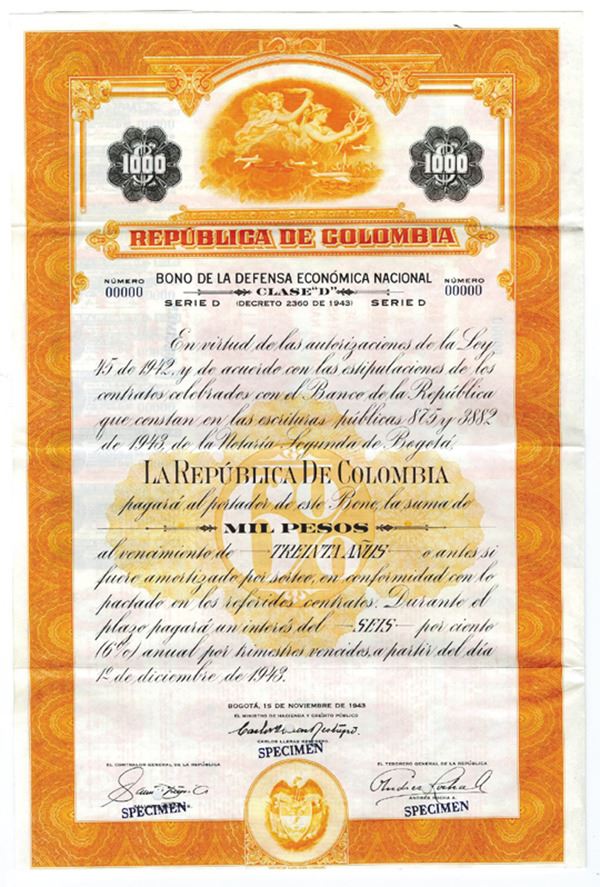 1000 1000
REPÚBLICA DE COLOMBIA
NÚMERO BONO DE LA DEFENSA ECONÓMICA NACIONAL NÚMERO
00000 CLASE "D" 00000
SERIE D (DECRETO 2360 DE 1943) SERIE D
En virtud de las autorizaciones de la Ley
45 de 1942, y de acuerdo con las estipulaciones de los
contratos celebrados con el Banco de la República
que constan en las escrituras públicas 875 y 3882
de 1943, de la Notaría Segunda de Bogotá,
LA REPÚBLICA DE COLOMBIA
pagará al portador de este Bono, la suma de
MIL PESOS
al vencimiento de TREINTA AÑOS o antes si
fuere amortizado por sorteo, en conformidad con lo
pactado en los referidos contratos. Durante el
plazo pagará un interés del SEIS por ciento
(6%) anual por trimestres vencidos, a partir del día
1º de diciembre de 1943.
6%
BOGOTÁ, 15 DE NOVIEMBRE DE 1943
EL MINISTRO DE HACIENDA Y CRÉDITO PÚBLICO
CARLOS LLERAS RESTREPO
SPECIMEN
EL CONTRALOR GENERAL DE LA REPÚBLICA EL TESORERO GENERAL DE LA REPÚBLICA
ANDRÉS ROCHA A.
SPECIMEN SPECIMEN